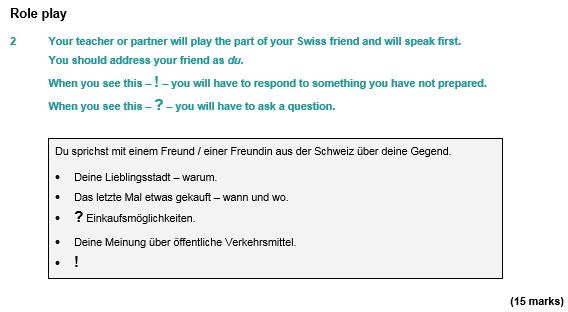 Role play
2 Your teacher or partner will play the part of your Swiss friend and will speak first.
You should address your friend as du.
When you see this – ! – you will have to respond to something you have not prepared.
When you see this – ? – you will have to ask a question.
Du sprichst mit einem Freund / einer Freundin aus der Schweiz über deine Gegend.
• Deine Lieblingsstadt – warum.
• Das letzte Mal etwas gekauft – wann und wo.
• ? Einkaufsmöglichkeiten.
• Deine Meinung über öffentliche Verkehrsmittel.
• !
(15 marks)